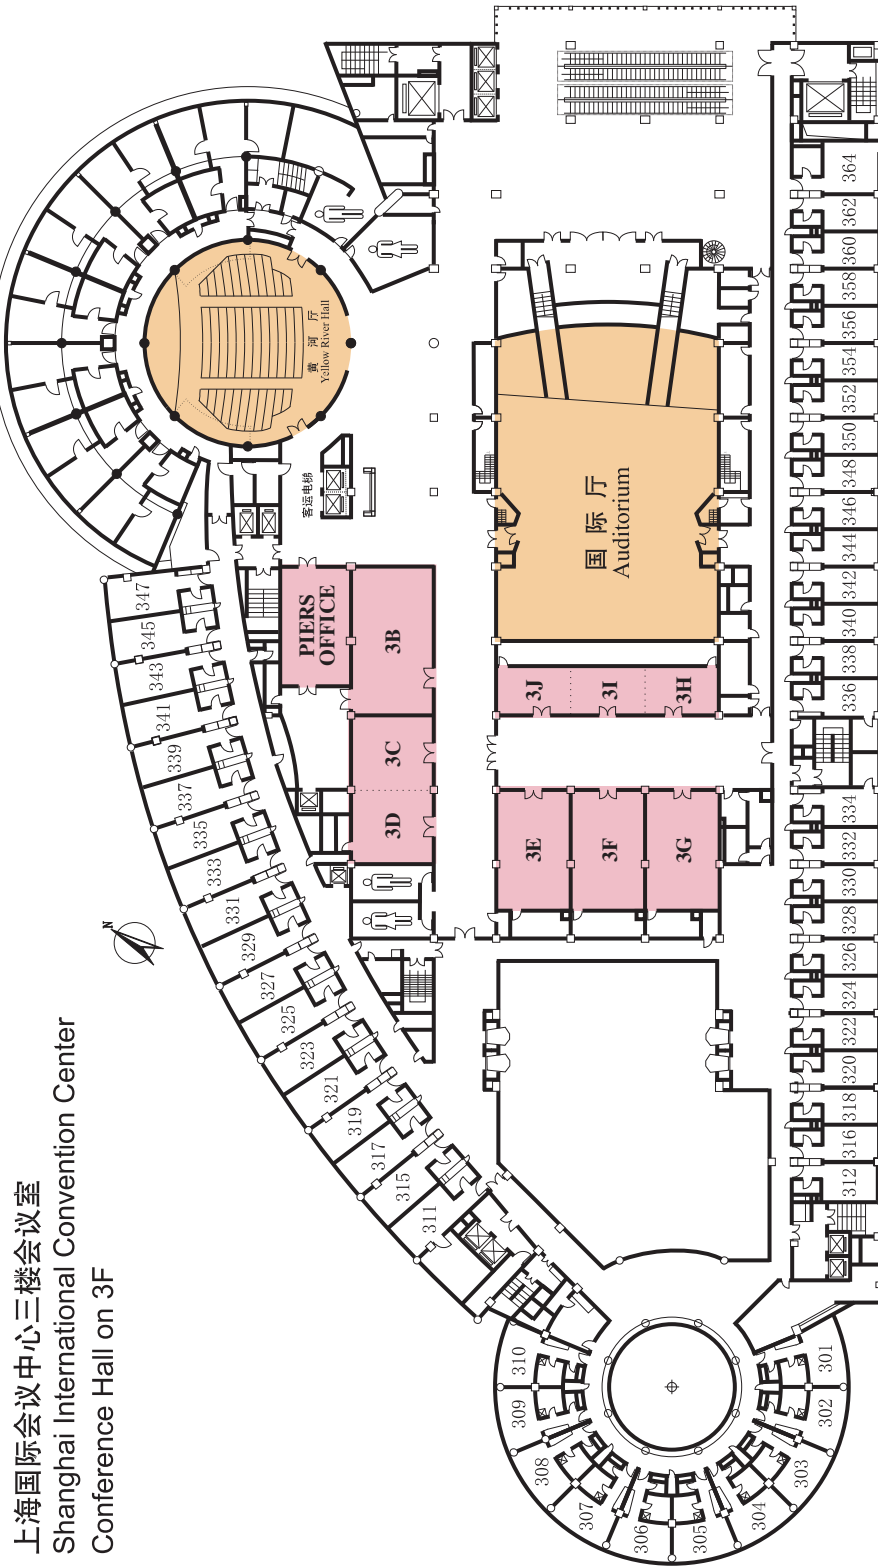 上海国际会议中心三楼会议室
Shanghai International Convention Center
Conference Hall on 3F
N
黄河厅
Yellow River Hall
客运电梯
国际厅
Auditorium
PIERS
OFFICE
3B
3C
3D
3J
3I
3H
3E
3F
3G
347
345
343
341
339
337
335
333
331
329
327
325
323
321
319
317
315
311
310
309
308
307
306
305
304
303
302
301
364
362
360
358
356
354
352
350
348
346
344
342
340
338
336
334
332
330
328
326
324
322
320
318
316
312